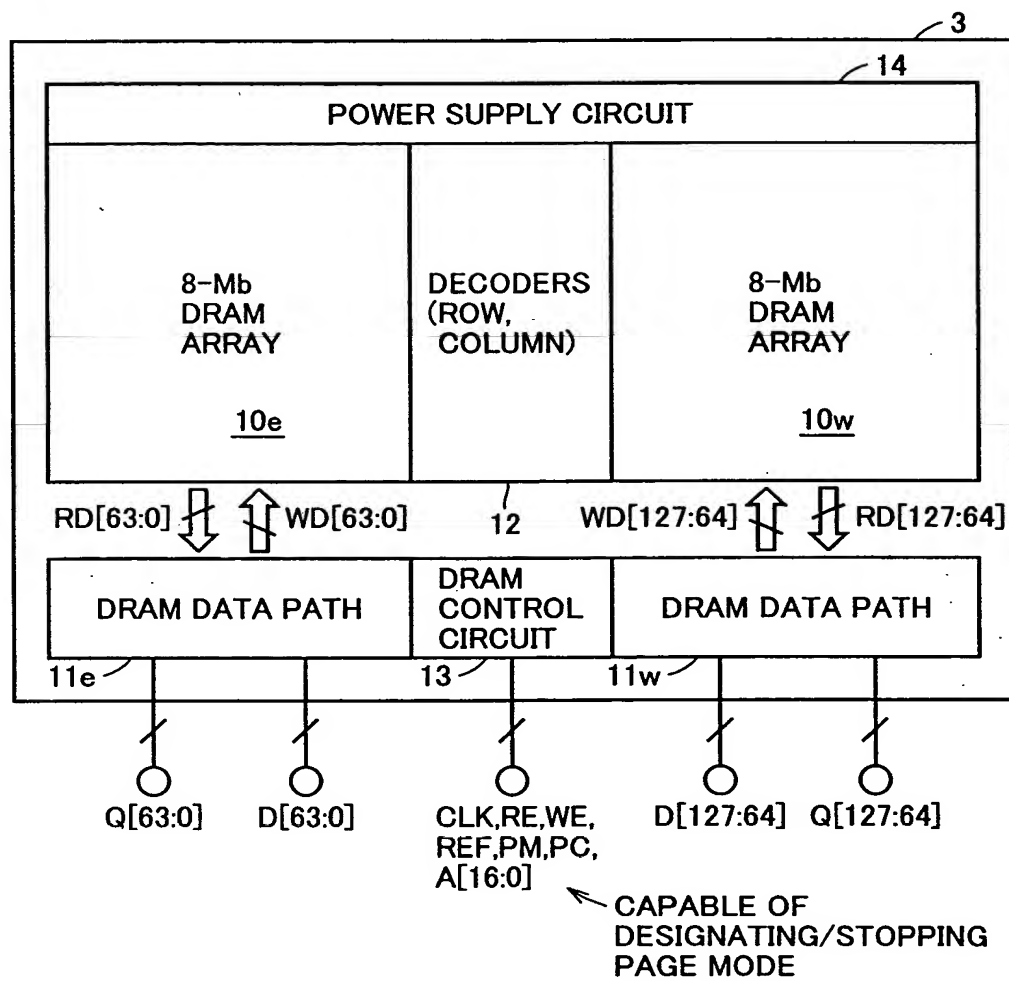 3
14
POWER SUPPLY CIRCUIT
8-Mb
DRAM
ARRAY
10e
DECODERS
(ROW,
COLUMN)
8-Mb
DRAM
ARRAY
10w
RD[63:0]
WD[63:0]
12
WD[127:64]
RD[127:64]
DRAM DATA PATH
DRAM
CONTROL
CIRCUIT
DRAM DATA PATH
11e
13
11w
Q[63:0]
D[63:0]
CLK,RE,WE,
REF,PM,PC,
A[16:0]
D[127:64]
Q[127:64]
CAPABLE OF
DESIGNATING/STOPPING
PAGE MODE